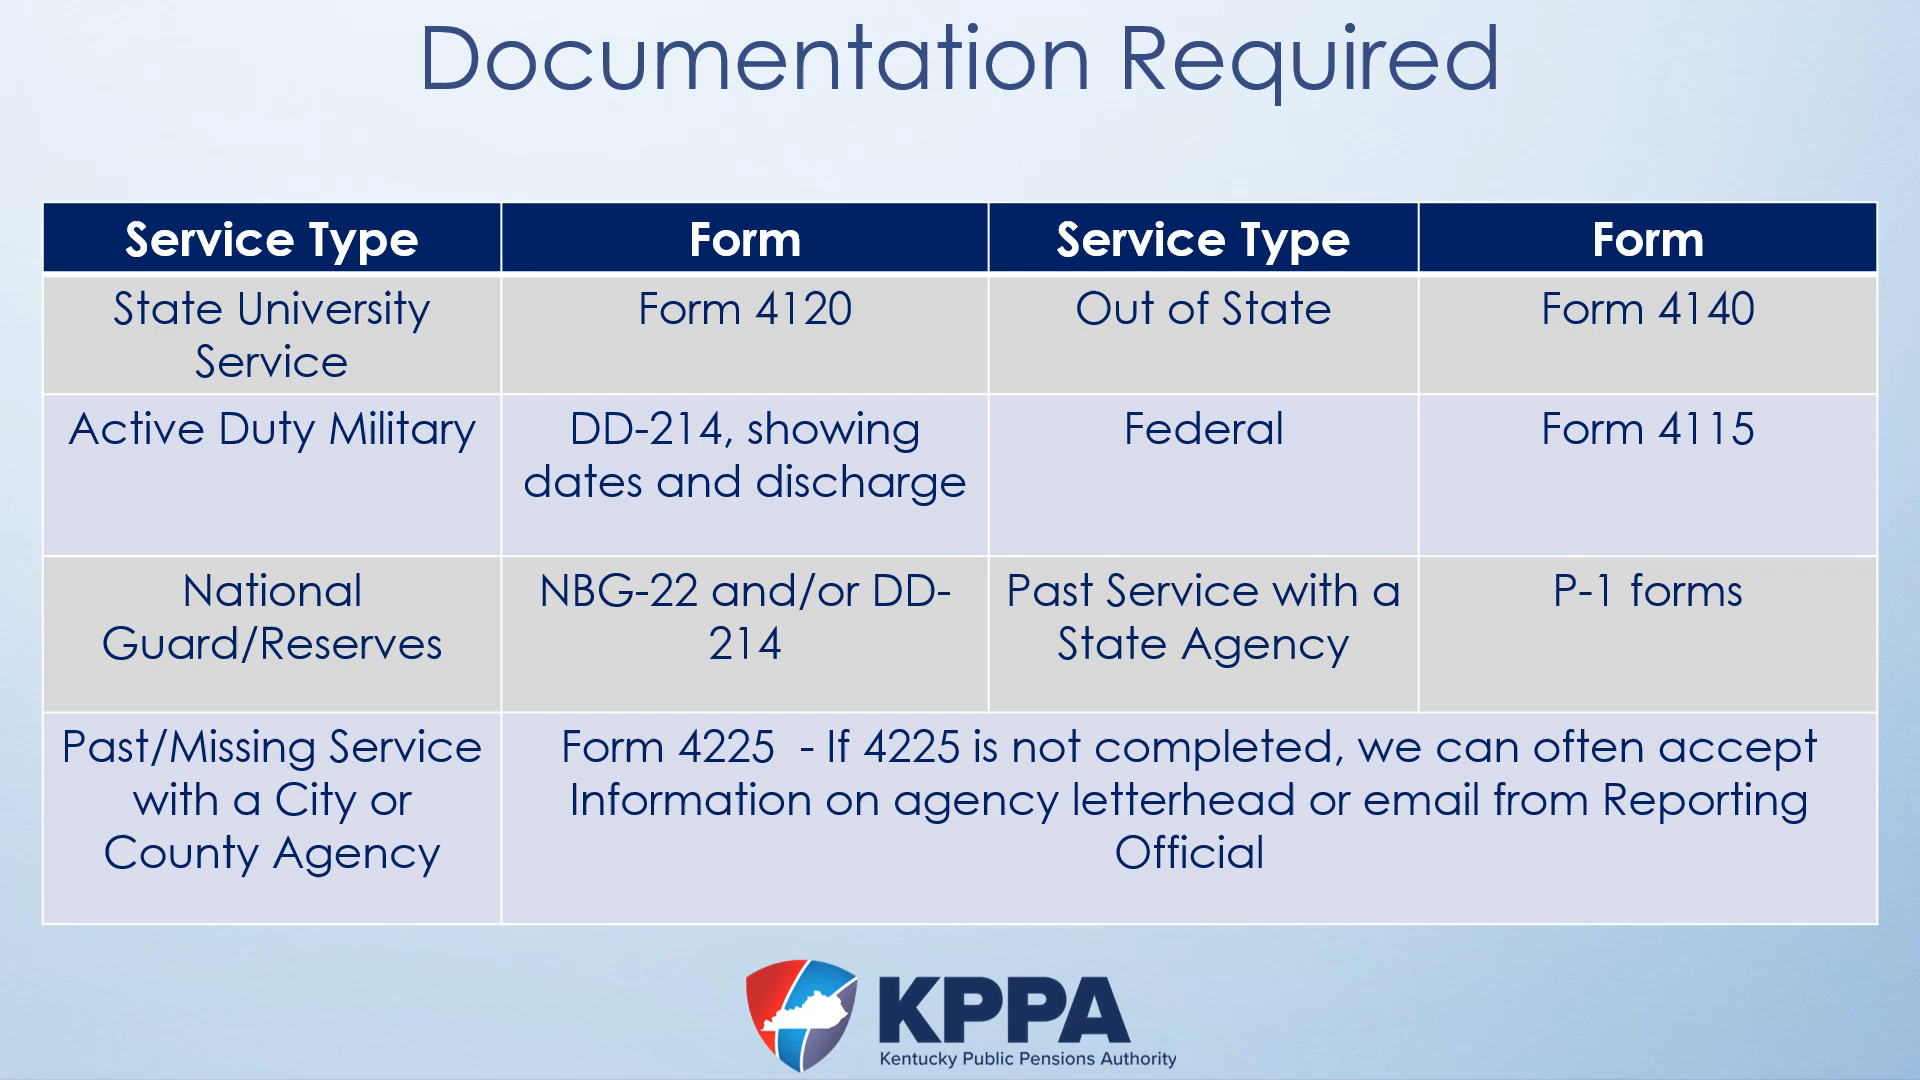 Documentation Required
Service Type
Form
Service Type
Form
State University
Service
Form 4120
Out of State
Form 4140
Active Duty Military
DD-214, showing
dates and discharge
Federal
Form 4115
National
Guard/Reserves
NBG-22 and/or DD-
214
Past Service with a
State Agency
P-1 forms
Past/Missing Service
with a City or
County Agency
Form 4225  - If 4225 is not completed, we can often accept
Information on agency letterhead or email from Reporting
Official
KPPA
Kentucky Public Pensions Authority